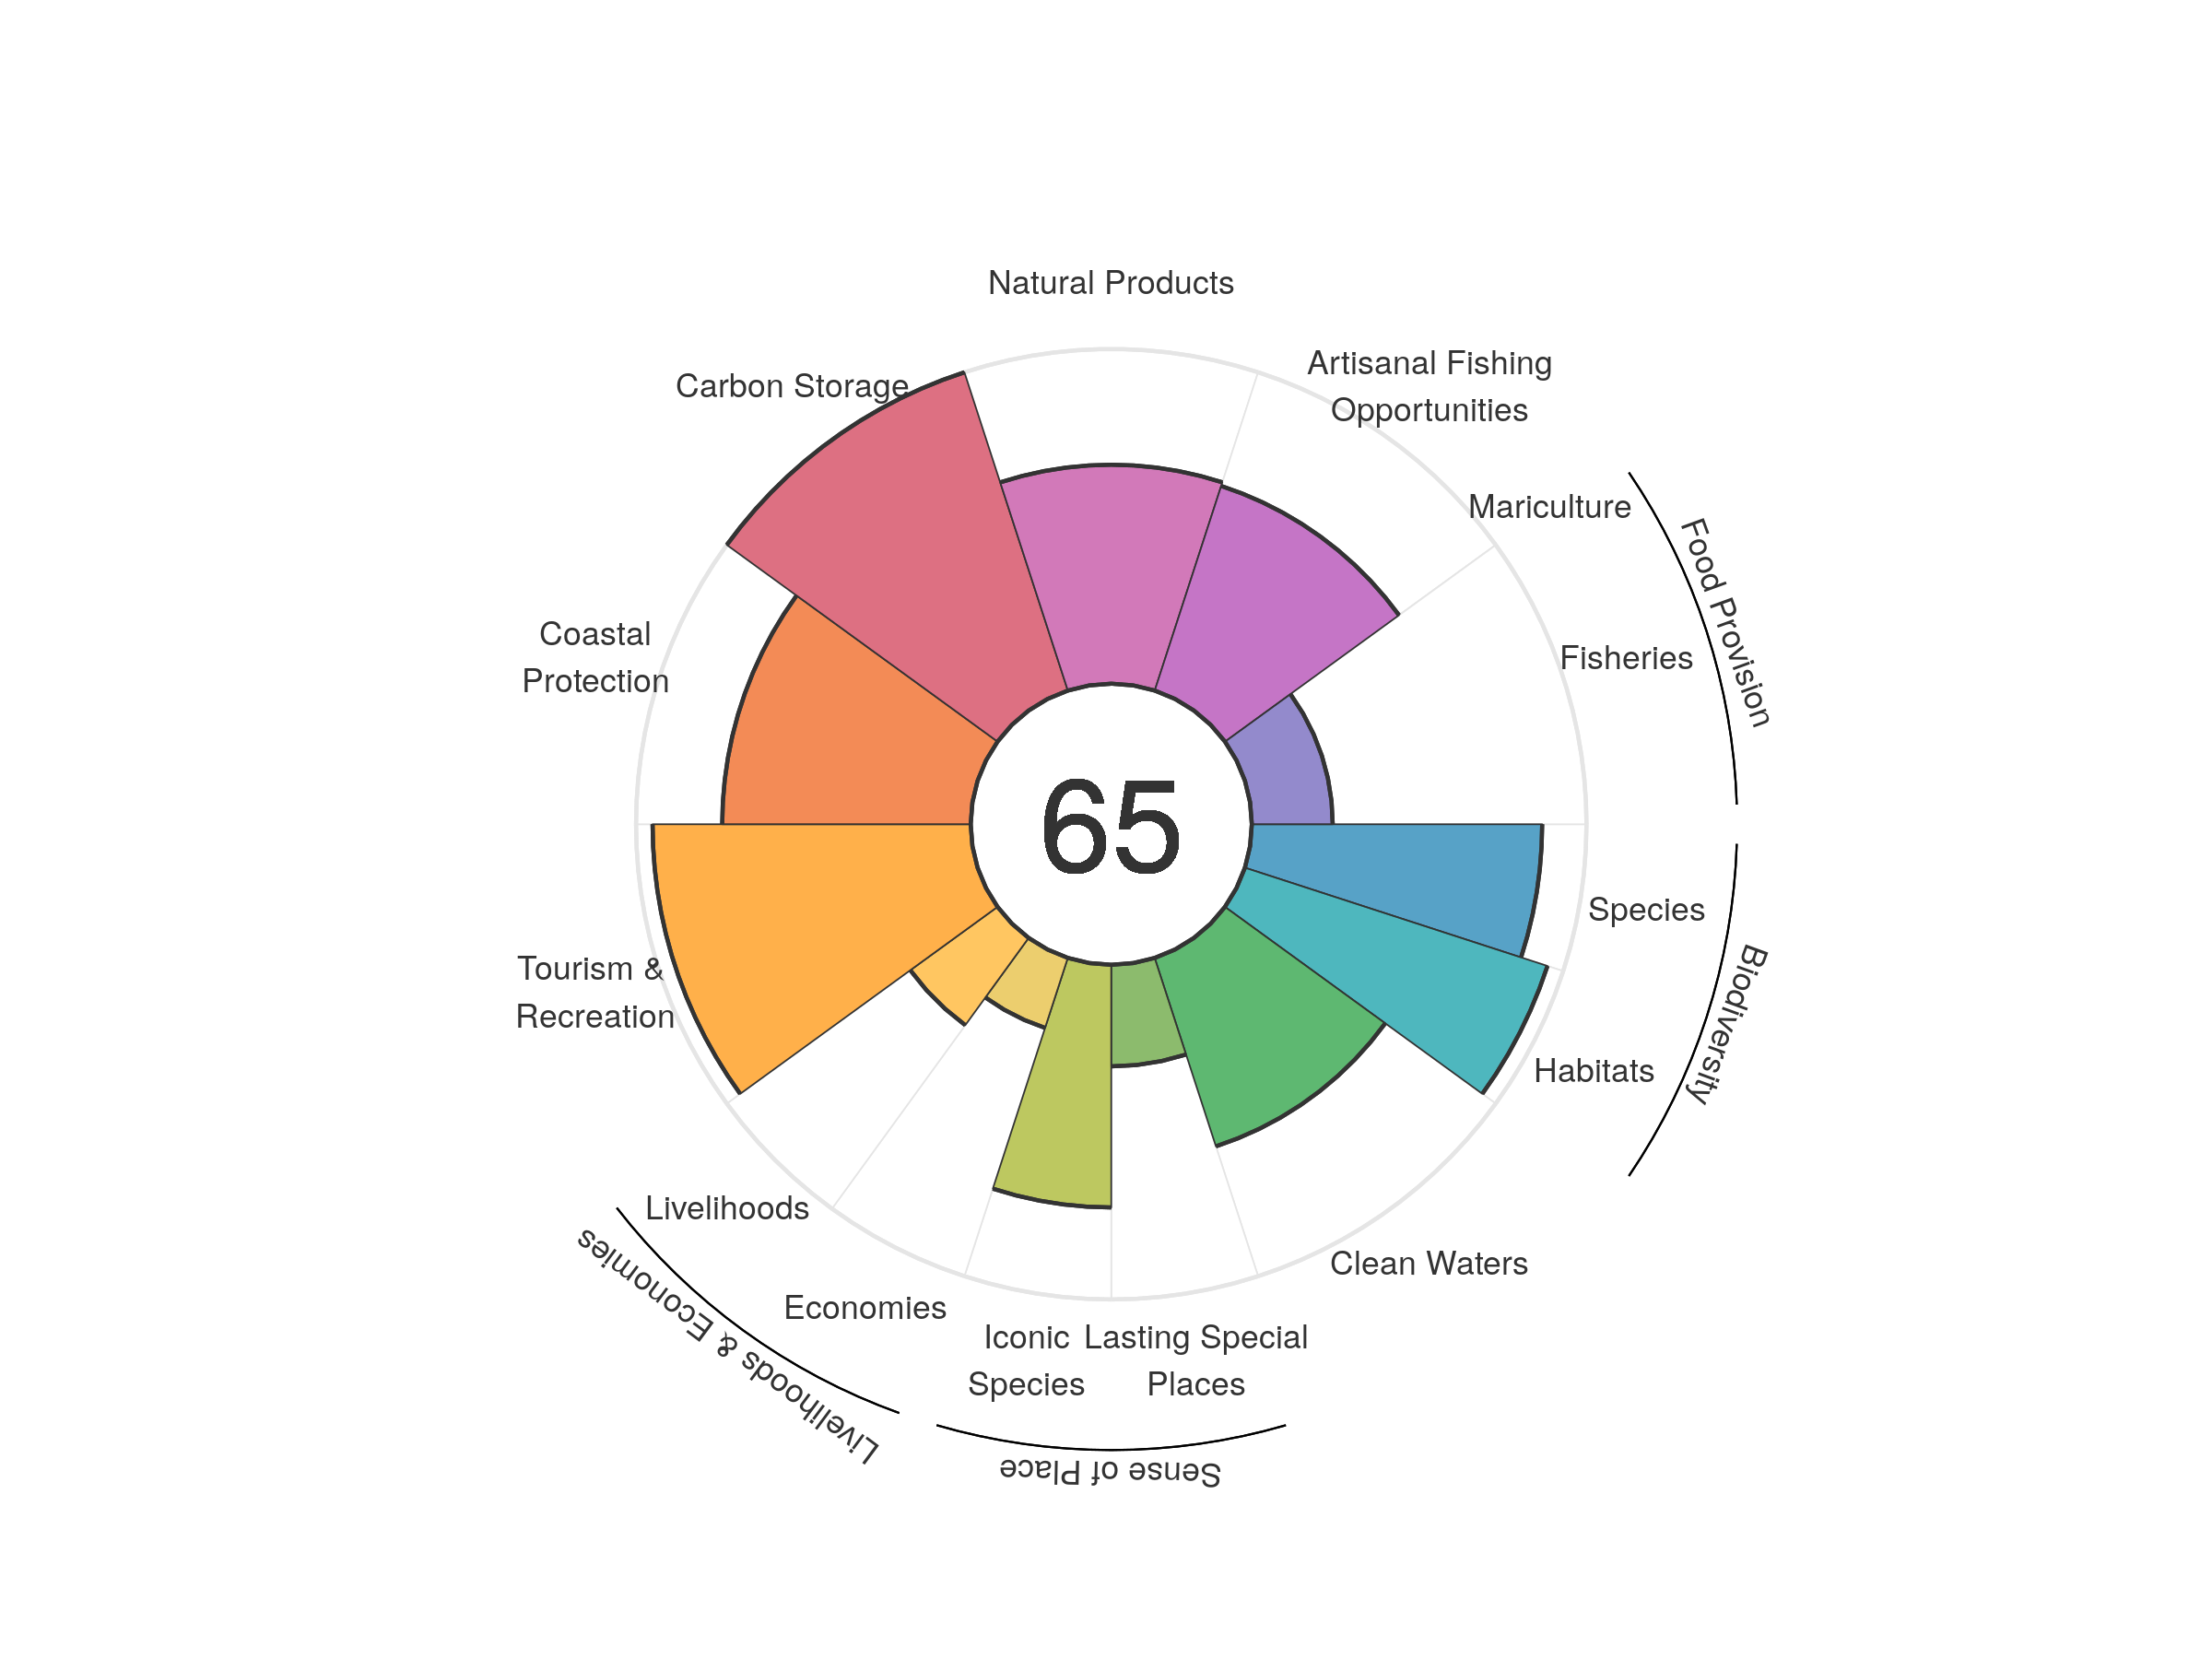 Natural Products
Artisanal Fishing
Opportunities
Carbon Storage
Mariculture
Food Provision
Fisheries
Coastal
Protection
65
Species
Biodiversity
Tourism &
Recreation
Habitats
Livelihoods
Clean Waters
Economies
Livelihoods & Economies
Iconic
Species
Lasting Special
Places
Sense of Place